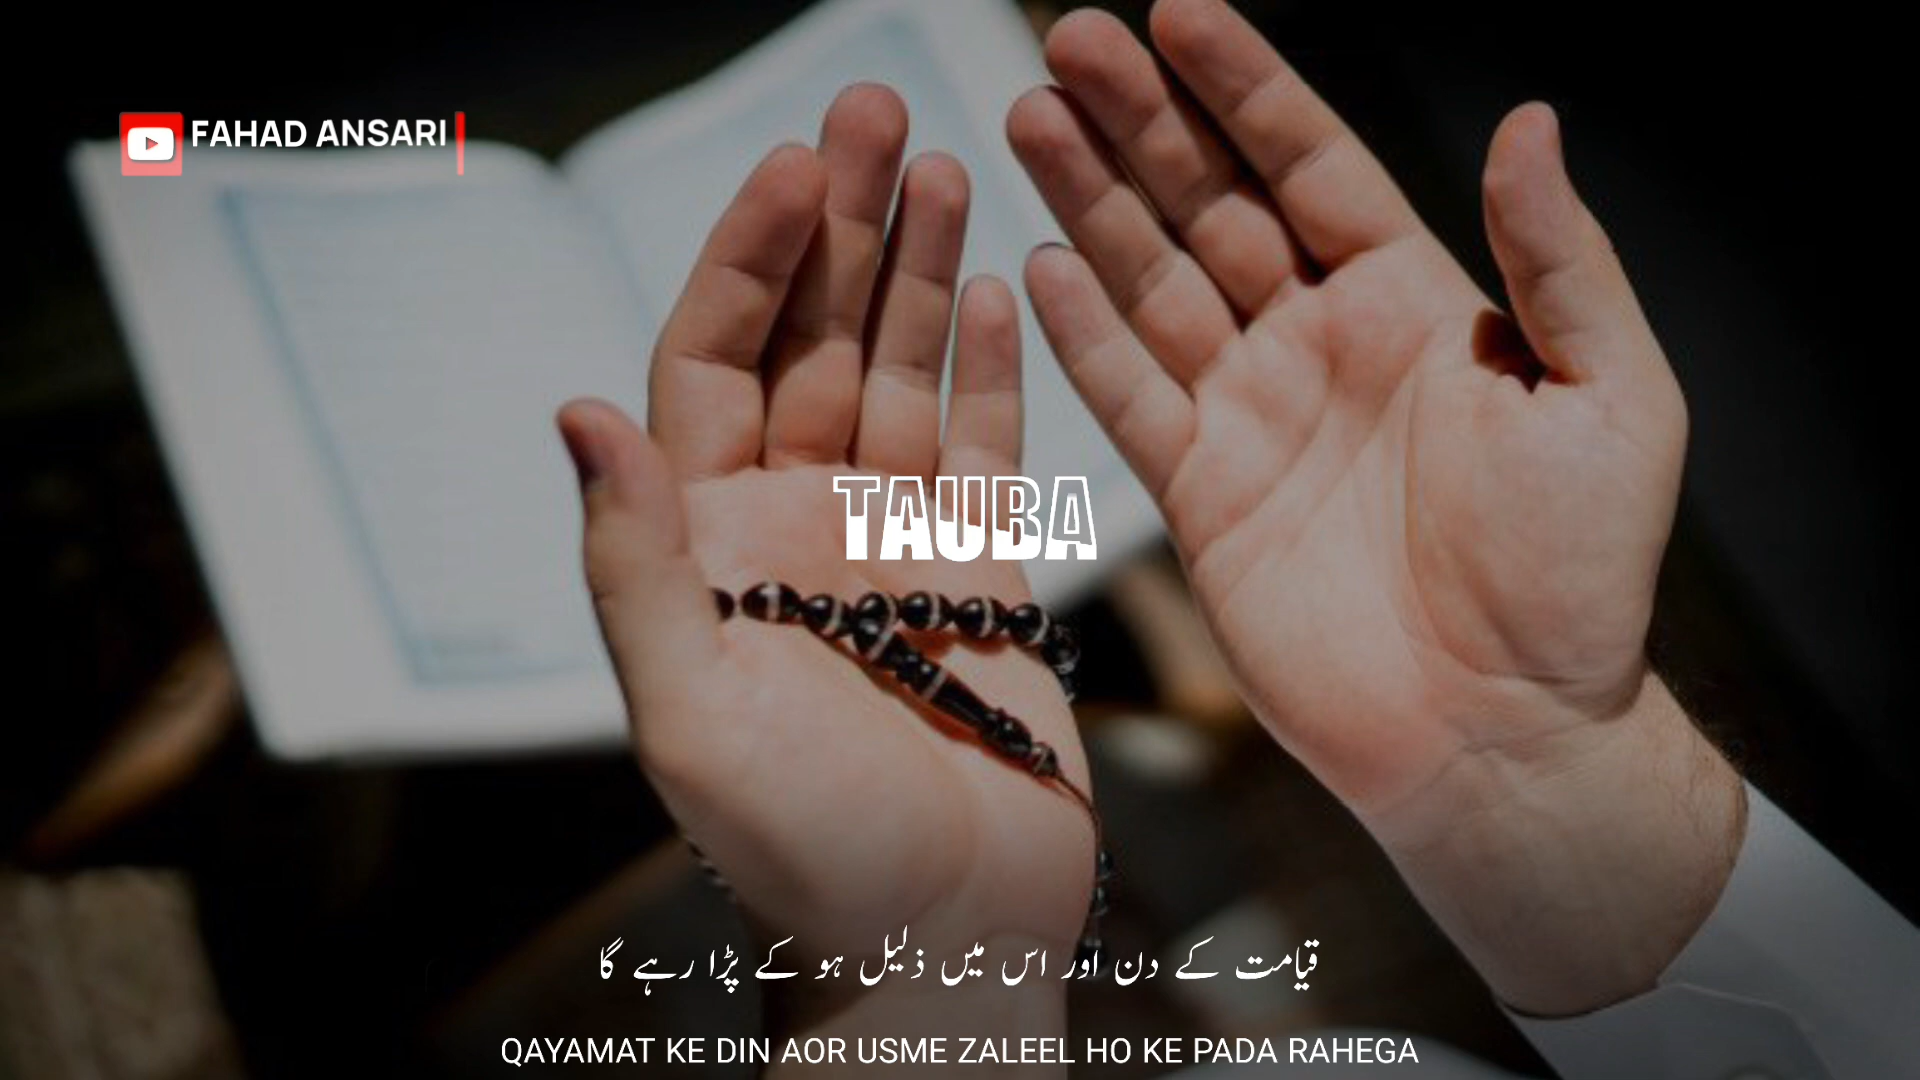 FAHAD ANSARI
TAUBA
قیامت کے دن اور اس میں ذلیل ہو کے پڑا رہے گا
QAYAMAT KE DIN AOR USME ZALEEL HO KE PADA RAHEGA